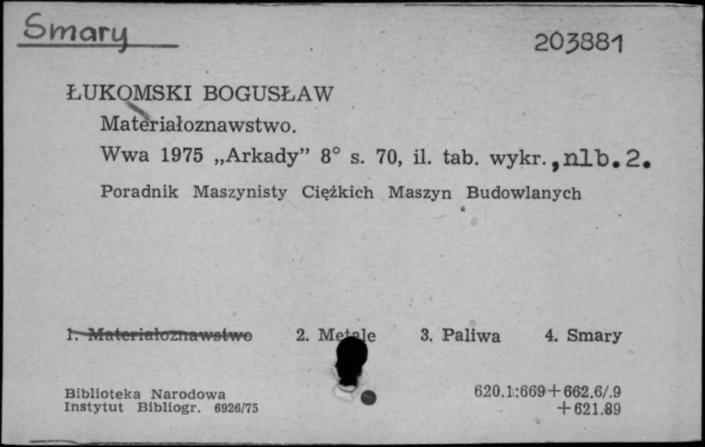 Smary
203881
ŁUKOMSKI BOGUSŁAW
Materiałoznawstwo.
Wwa 1975 „Arkady” 8° s. 70, il. tab. wykr., nlb. 2.
Poradnik Maszynisty Ciężkich Maszyn Budowlanych
1. Materiałoznawstwo 2. Metale 3. Paliwa 4. Smary
Biblioteka Narodowa
Instytut Bibliogr. 6926/75
620.1:669+662.6/.9
+621.89